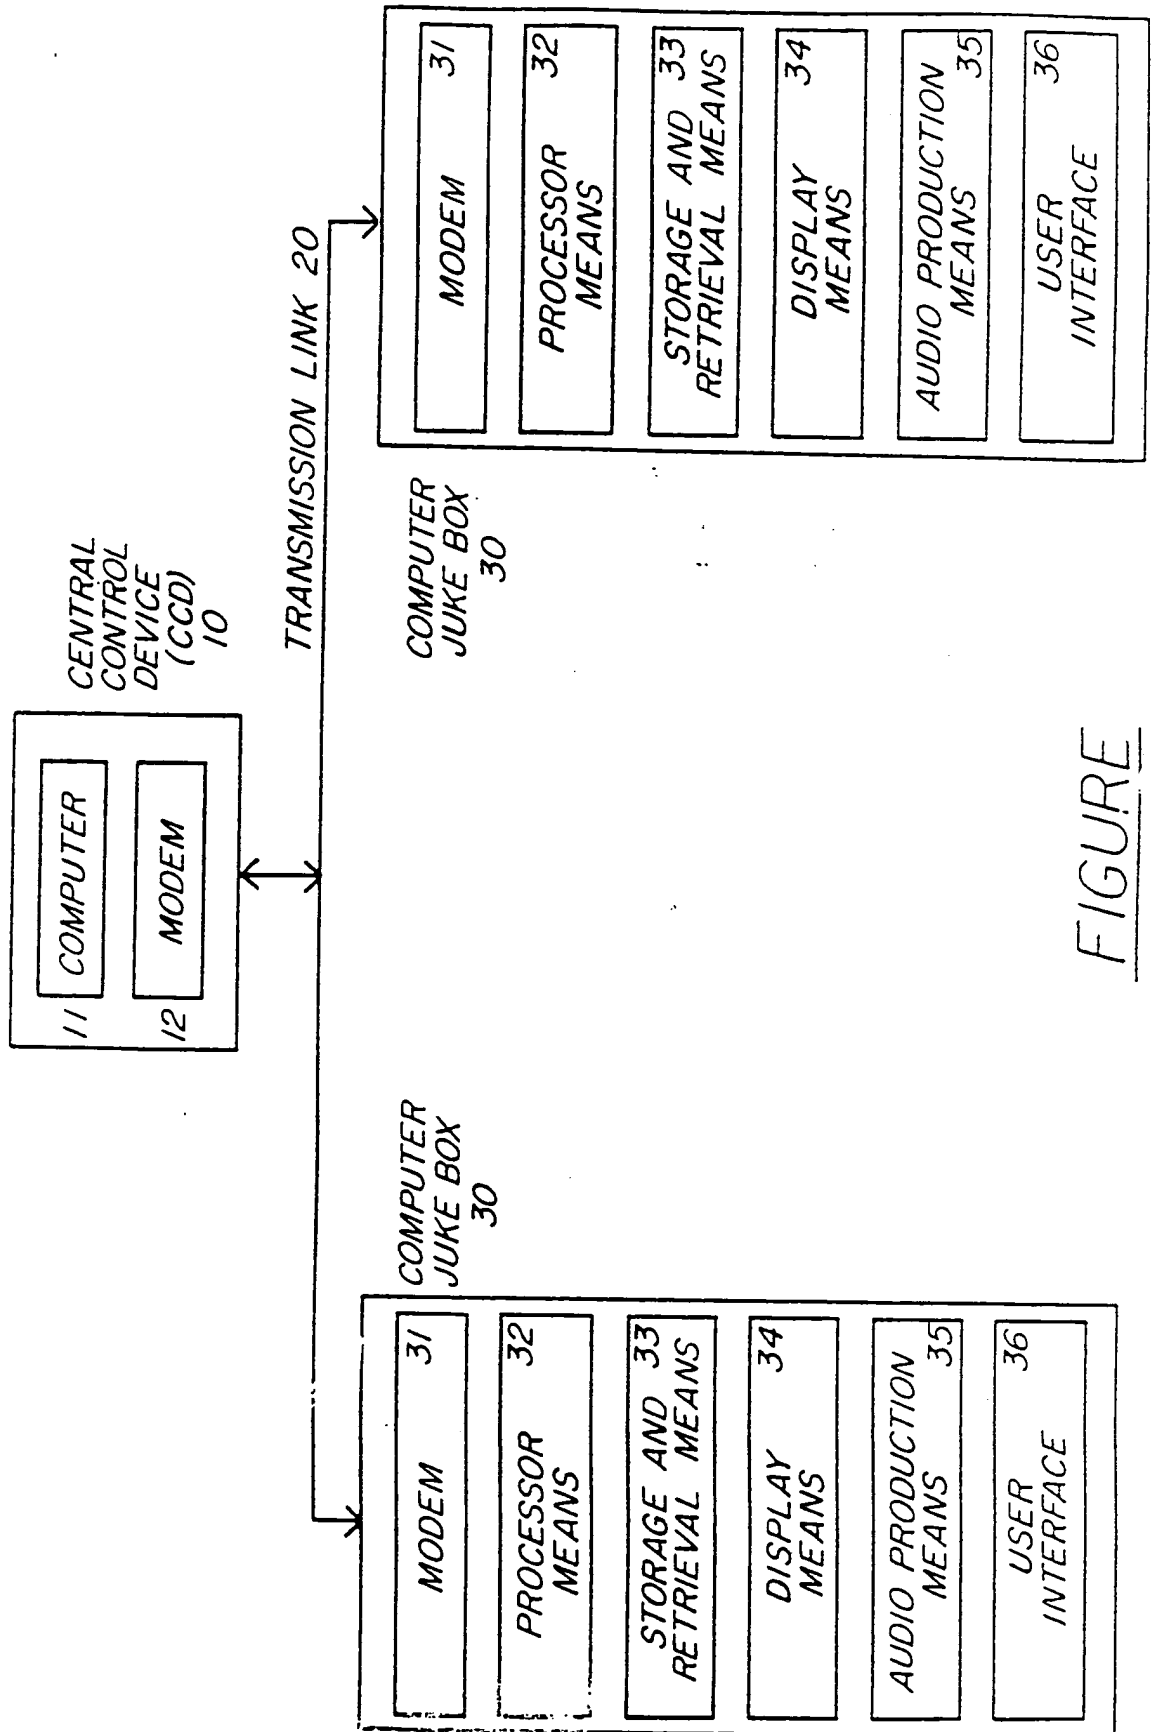 CENTRAL
CONTROL
DEVICE
(CCD)
10
11 COMPUTER
12 MODEM
TRANSMISSION LINK 20
COMPUTER
JUKE BOX
30
MODEM 31
PROCESSOR 32
MEANS
STORAGE AND 33
RETRIEVAL MEANS
DISPLAY 34
MEANS
AUDIO PRODUCTION
MEANS 35
USER 36
INTERFACE
COMPUTER
JUKE BOX
30
MODEM 31
PROCESSOR 32
MEANS
STORAGE AND 33
RETRIEVAL MEANS
DISPLAY 34
MEANS
AUDIO PRODUCTION
MEANS 35
USER 36
INTERFACE
FIGURE